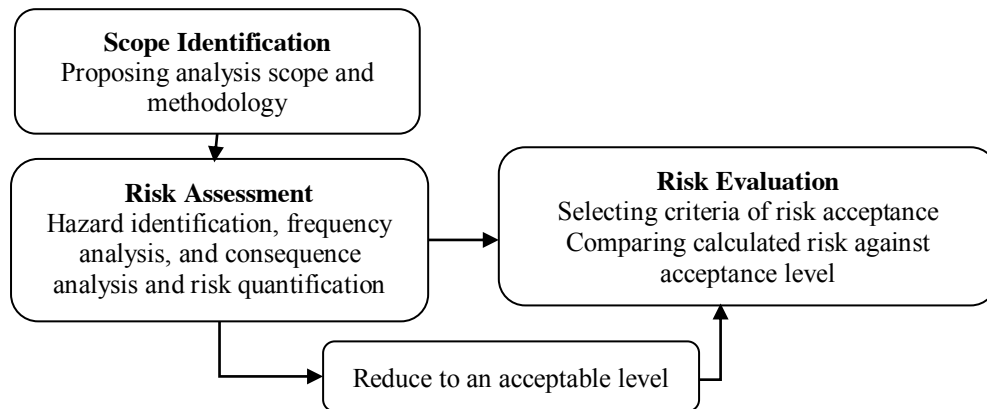 Scope Identification
Proposing analysis scope and
methodology
Risk Assessment
Hazard identification, frequency
analysis, and consequence
analysis and risk quantification
Risk Evaluation
Selecting criteria of risk acceptance
Comparing calculated risk against
acceptance level
Reduce to an acceptable level